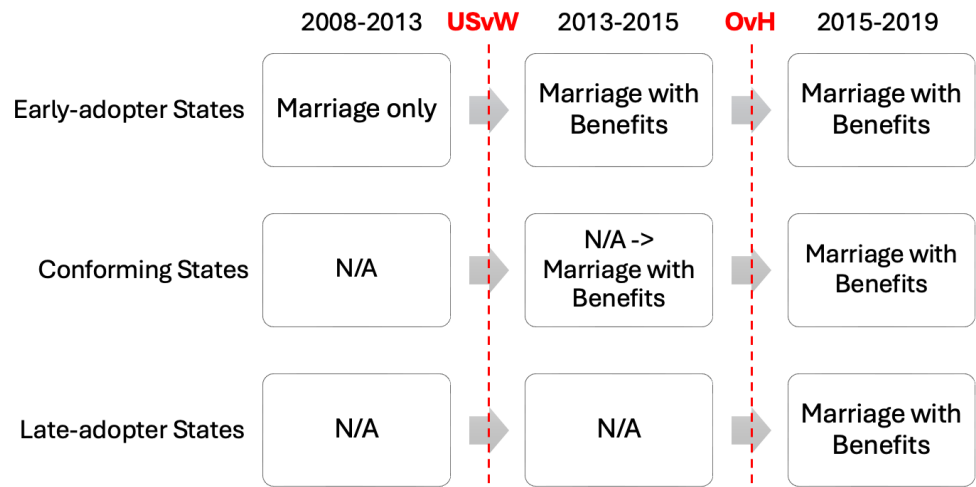 2008-2013 USvW 2013-2015 OvH 2015-2019
Early-adopter States
Marriage only
Marriage with
Benefits
Marriage with
Benefits
Conforming States
N/A
N/A ->
Marriage with
Benefits
Marriage with
Benefits
Late-adopter States
N/A
N/A
Marriage with
Benefits